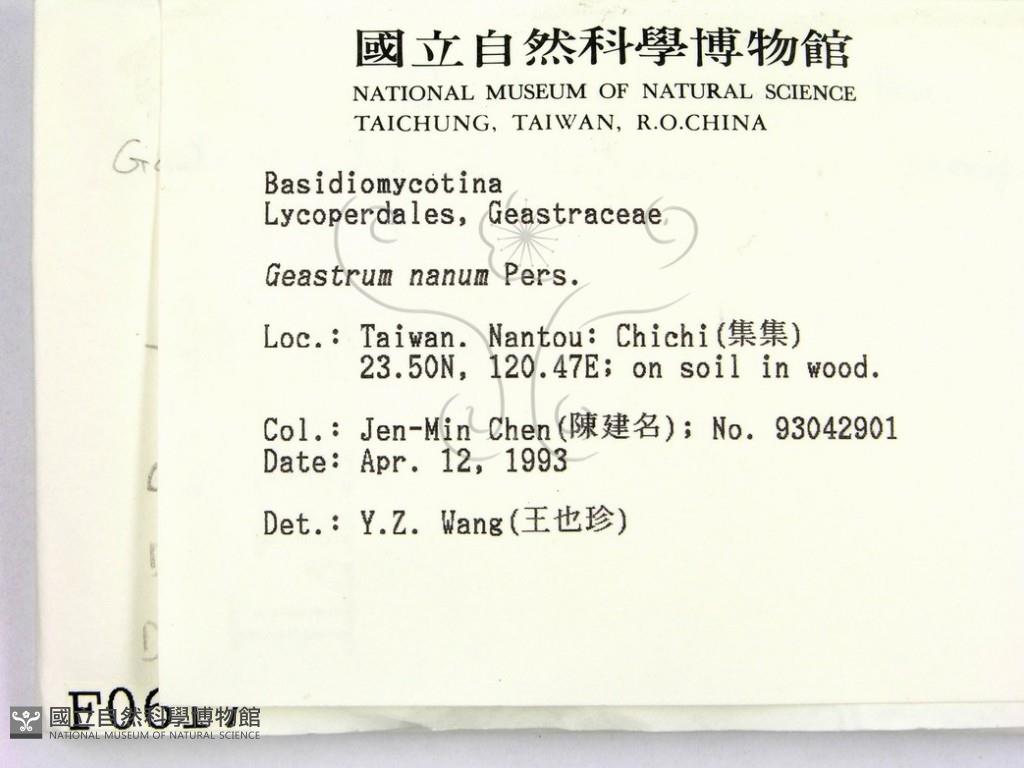 國立自然科學博物館
NATIONAL MUSEUM OF NATURAL SCIENCE
TAICHUNG, TAIWAN, R.O.CHINA
Basidiomycotina
Lycoperdales, Geastraceae
Geastrum nanum Pers.
Loc.: Taiwan. Nantou: Chichi(集集)
23.50N, 120.47E; on soil in wood.
Col.: Jen-Min Chen(陳建名); No. 93042901
Date: Apr. 12, 1993
Det.: Y.Z. Wang(王也珍)
國立自然科學博物館
NATIONAL MUSEUM OF NATURAL SCIENCE